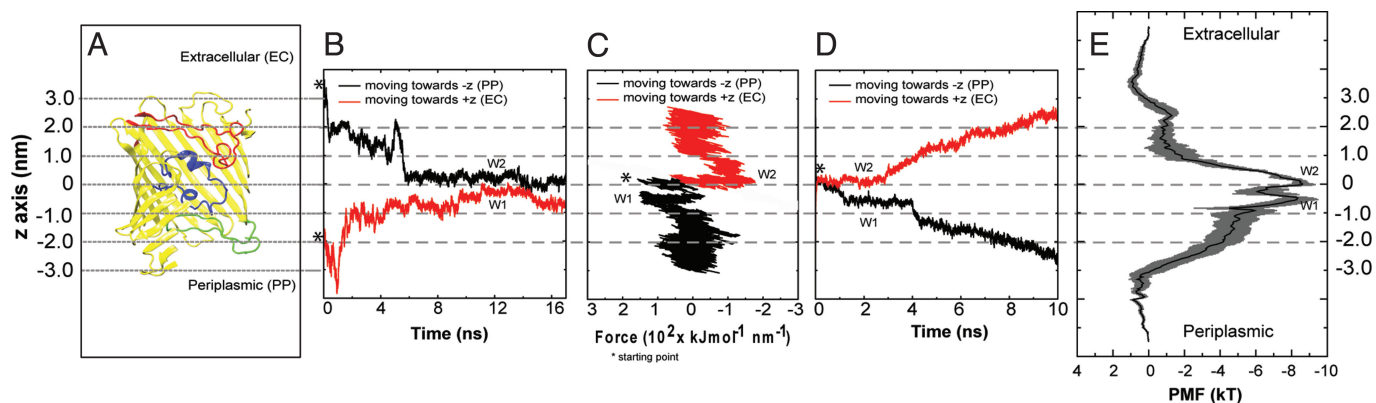 A
Extracellular (EC)
3.0
2.0
1.0
0
-1.0
-2.0
-3.0
z axis (nm)
Periplasmic (PP)
B
moving towards -z (PP)
moving towards +z (EC)
*
*
W2
W1
0 4 8 12 16
Time (ns)
C
moving towards -z (PP)
moving towards +z (EC)
*
W2
W1
3 2 1 0 -1 -2 -3
Force (10² x kJmol⁻¹ nm⁻¹)
* starting point
D
moving towards -z (PP)
moving towards +z (EC)
*
W2
W1
0 2 4 6 8 10
Time (ns)
E
Extracellular
3.0
2.0
1.0
0
-1.0
-2.0
-3.0
W2
W1
Periplasmic
4 2 0 -2 -4 -6 -8 -10
PMF (kT)